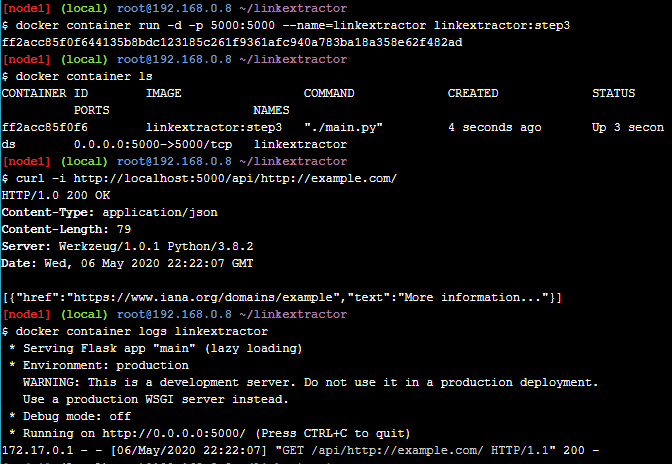 [node1] (local) root@192.168.0.8 ~/linkextractor
$ docker container run -d -p 5000:5000 --name=linkextractor linkextractor:step3
ff2acc85f0f644135b8bdc123185c261f9361afc940a783ba18a358e62f482ad
[node1] (local) root@192.168.0.8 ~/linkextractor
$ docker container ls
CONTAINER ID        IMAGE               COMMAND             CREATED             STATUS
          PORTS                    NAMES
ff2acc85f0f6        linkextractor:step3   "./main.py"         4 seconds ago       Up 3 secon
ds        0.0.0.0:5000->5000/tcp   linkextractor
[node1] (local) root@192.168.0.8 ~/linkextractor
$ curl -i http://localhost:5000/api/http://example.com/
HTTP/1.0 200 OK
Content-Type: application/json
Content-Length: 79
Server: Werkzeug/1.0.1 Python/3.8.2
Date: Wed, 06 May 2020 22:22:07 GMT

[{"href":"https://www.iana.org/domains/example","text":"More information..."}]
[node1] (local) root@192.168.0.8 ~/linkextractor
$ docker container logs linkextractor
 * Serving Flask app "main" (lazy loading)
 * Environment: production
   WARNING: This is a development server. Do not use it in a production deployment.
   Use a production WSGI server instead.
 * Debug mode: off
 * Running on http://0.0.0.0:5000/ (Press CTRL+C to quit)
172.17.0.1 - - [06/May/2020 22:22:07] "GET /api/http://example.com/ HTTP/1.1" 200 -